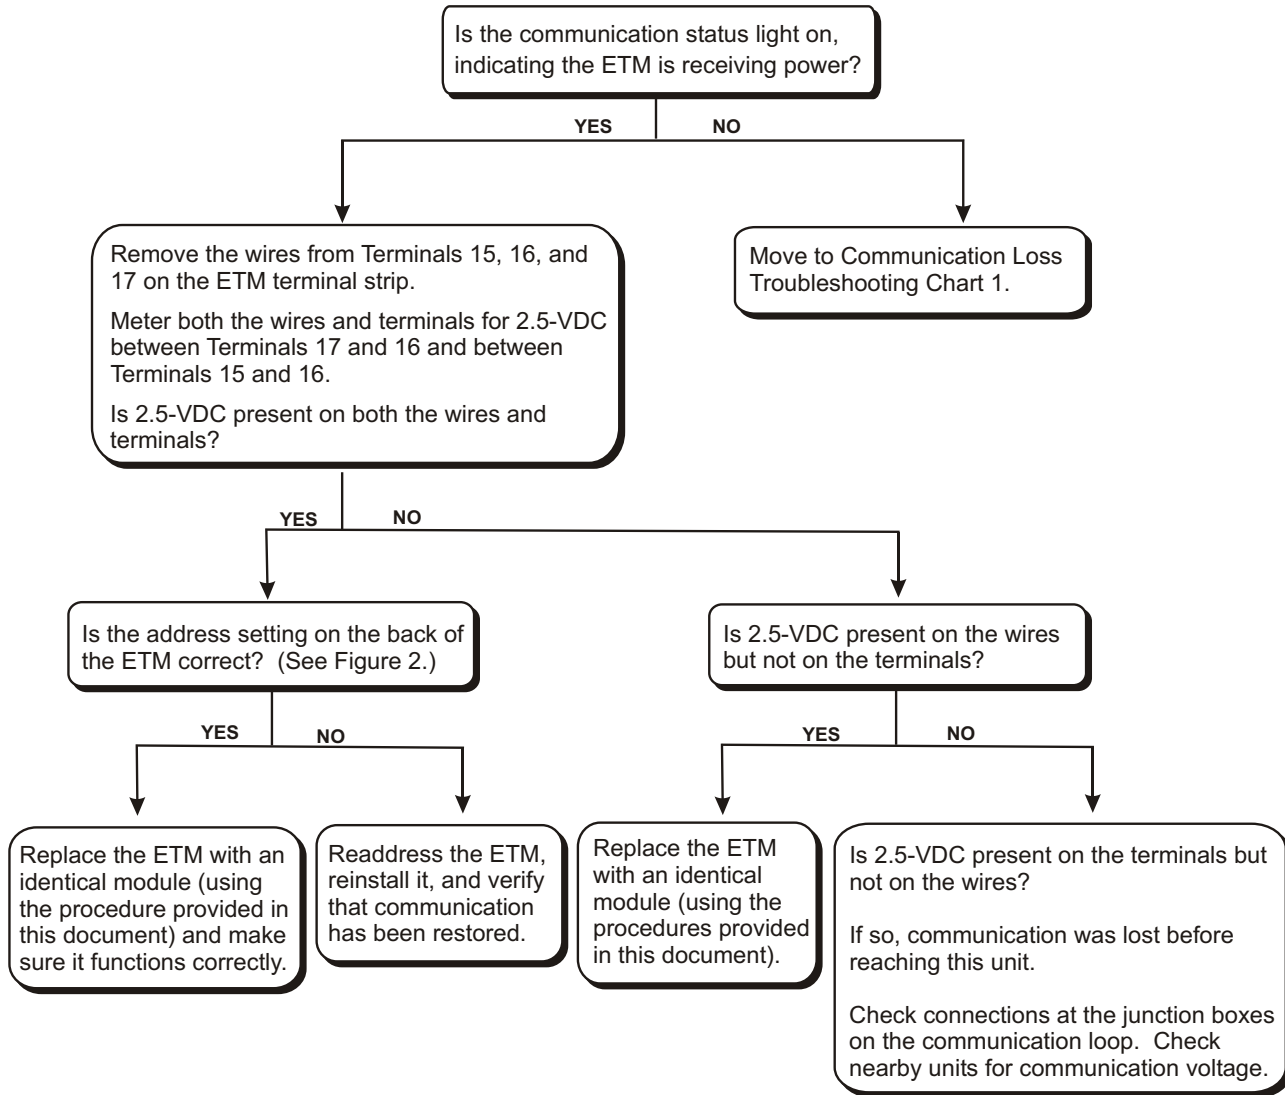 Is the communication status light on,
indicating the ETM is receiving power?
YES
NO
Remove the wires from Terminals 15, 16, and
17 on the ETM terminal strip.
Meter both the wires and terminals for 2.5-VDC
between Terminals 17 and 16 and between
Terminals 15 and 16.
Is 2.5-VDC present on both the wires and
terminals?
Move to Communication Loss
Troubleshooting Chart 1.
YES
NO
Is the address setting on the back of
the ETM correct?  (See Figure 2.)
Is 2.5-VDC present on the wires
but not on the terminals?
YES
NO
YES
NO
Replace the ETM with an
identical module (using
the procedure provided in
this document) and make
sure it functions correctly.
Readdress the ETM,
reinstall it, and verify
that communication
has been restored.
Replace the ETM
with an identical
module (using the
procedures provided
in this document).
Is 2.5-VDC present on the terminals but
not on the wires?
If so, communication was lost before
reaching this unit.
Check connections at the junction boxes
on the communication loop.  Check
nearby units for communication voltage.